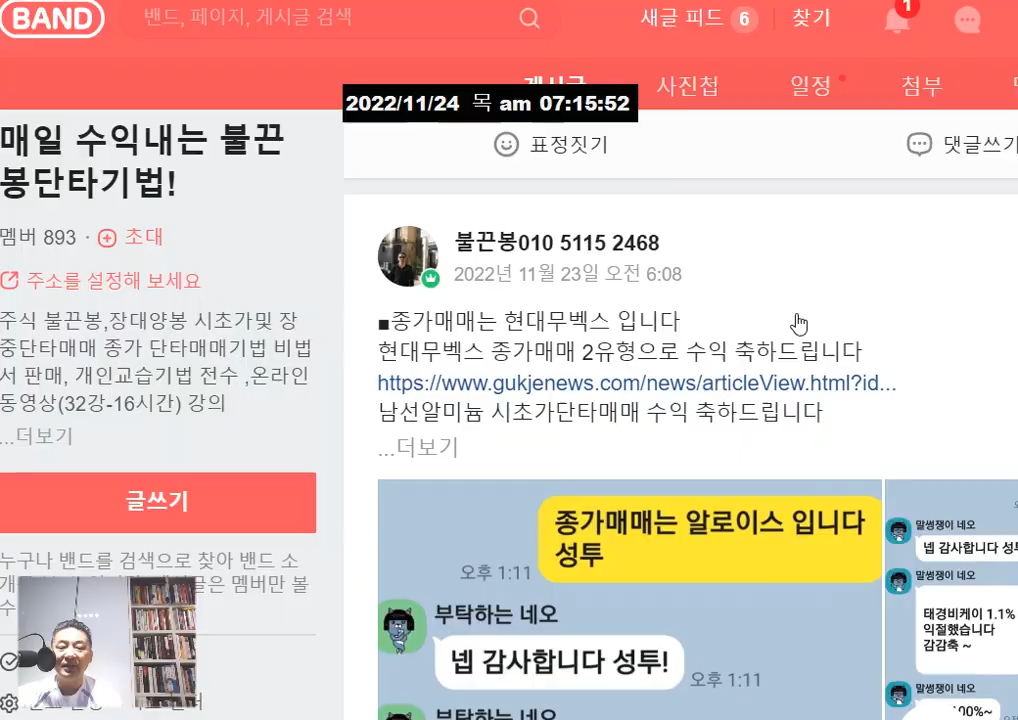 BAND
밴드, 페이지, 게시글 검색
새글 피드 6
찾기
1
사진첩
일정
첨부
2022/11/24 목 am 07:15:52
표정짓기
댓글쓰기
매일 수익내는 불끈
봉단타기법!
멤버 893 · 초대
주소를 설정해 보세요
주식 불끈봉,장대양봉 시초가및 장
중단타매매 종가 단타매매기법 비법
서 판매, 개인교습기법 전수 ,온라인
동영상(32강-16시간) 강의
...더보기
글쓰기
누구나 밴드를 검색으로 찾아 밴드 소
개
글은 멤버만 볼
수
불끈봉010 5115 2468
2022년 11월 23일 오전 6:08
■종가매매는 현대무벡스 입니다
현대무벡스 종가매매 2유형으로 수익 축하드립니다
https://www.gukjenews.com/news/articleView.html?id...
남선알미늄 시초가단타매매 수익 축하드립니다
...더보기
종가매매는 알로이스 입니다
성투
오후 1:11
부탁하는 네오
넵 감사합니다 성투!
오후 1:11
부탁하는 네오
말썽쟁이 네오
넵 감사합니다 성투
말썽쟁이 네오
태경비케이 1.1%
익절했습니다
감감축 ~
말썽쟁이 네오